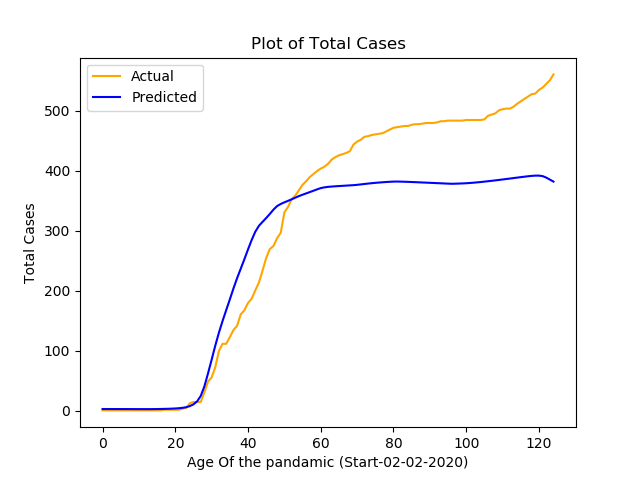 Plot of Total Cases
Actual
Predicted
500
400
300
200
100
0
Total Cases
0 20 40 60 80 100 120
Age Of the pandamic (Start-02-02-2020)